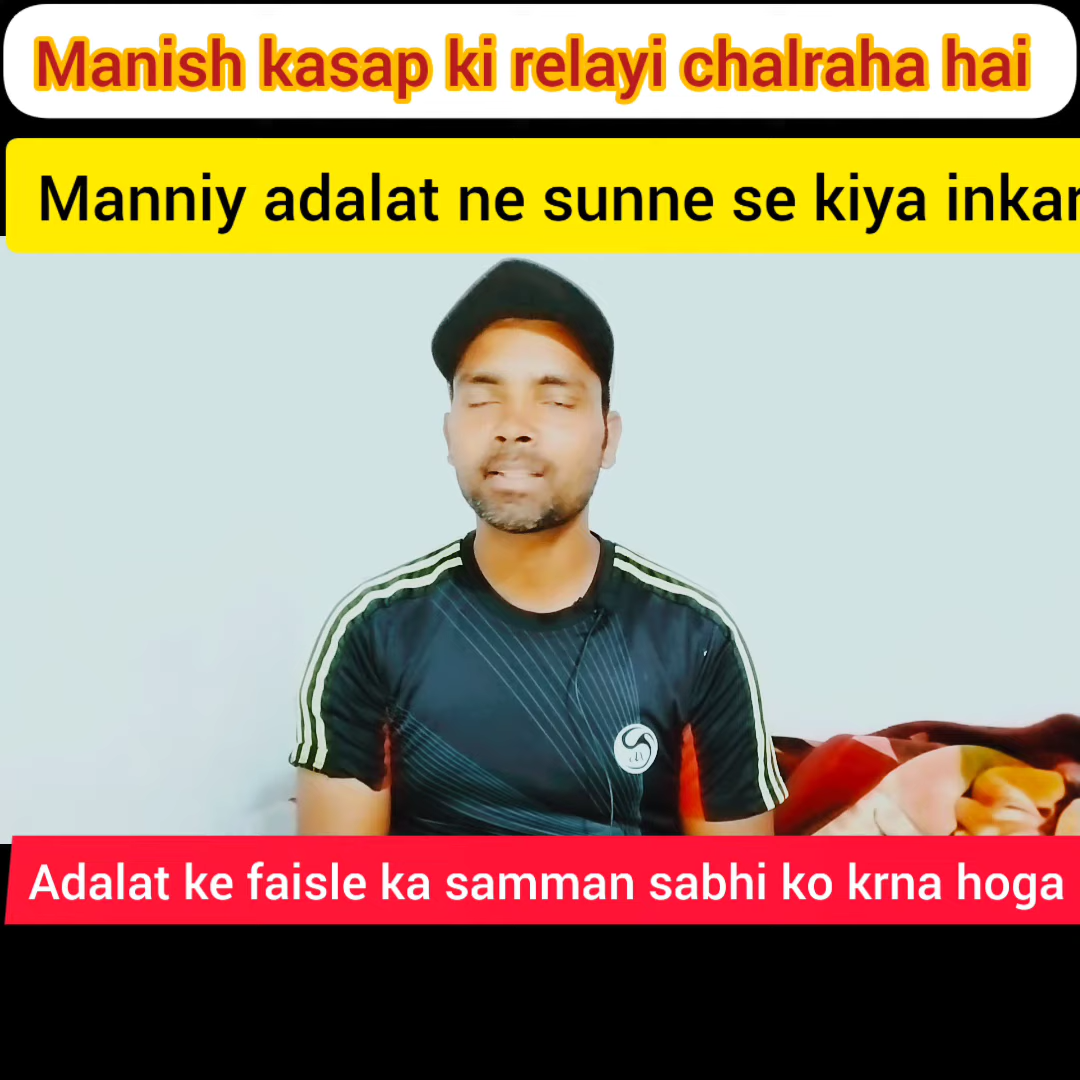 Manish kasap ki relayi chalraha hai
Manniy adalat ne sunne se kiya inkar
Adalat ke faisle ka samman sabhi ko krna hoga